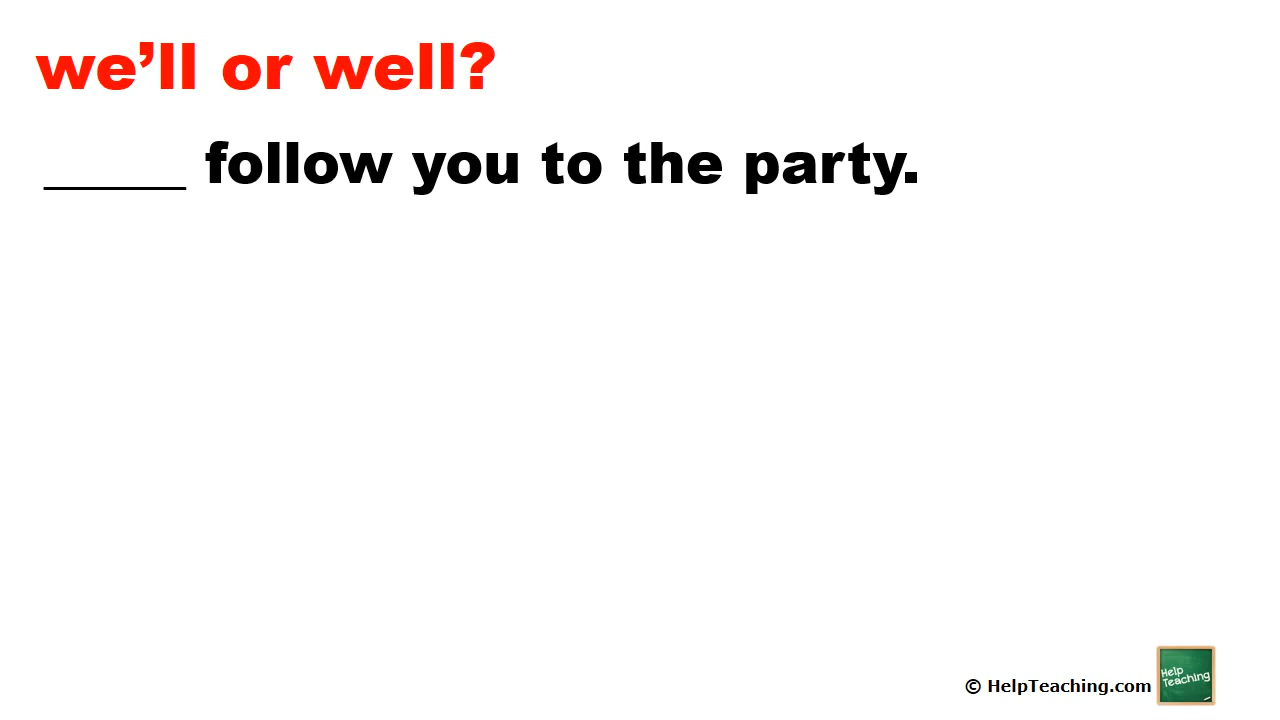 we’ll or well?
_____ follow you to the party.
© HelpTeaching.com
Help
Teaching